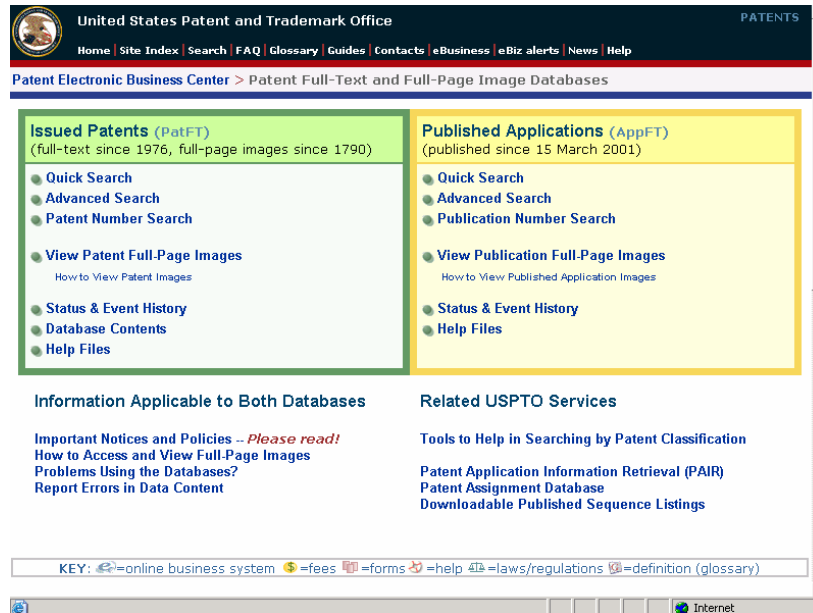 United States Patent and Trademark Office
PATENTS
Home | Site Index | Search | FAQ | Glossary | Guides | Contacts | eBusiness | eBiz alerts | News | Help
Patent Electronic Business Center > Patent Full-Text and Full-Page Image Databases
Issued Patents (PatFT)
(full-text since 1976, full-page images since 1790)
Quick Search
Advanced Search
Patent Number Search
View Patent Full-Page Images
How to View Patent Images
Status & Event History
Database Contents
Help Files
Published Applications (AppFT)
(published since 15 March 2001)
Quick Search
Advanced Search
Publication Number Search
View Publication Full-Page Images
How to View Published Application Images
Status & Event History
Help Files
Information Applicable to Both Databases
Important Notices and Policies -- Please read!
How to Access and View Full-Page Images
Problems Using the Databases?
Report Errors in Data Content
Related USPTO Services
Tools to Help in Searching by Patent Classification
Patent Application Information Retrieval (PAIR)
Patent Assignment Database
Downloadable Published Sequence Listings
KEY: =online business system $ =fees =forms =help =laws/regulations =definition (glossary)
Internet